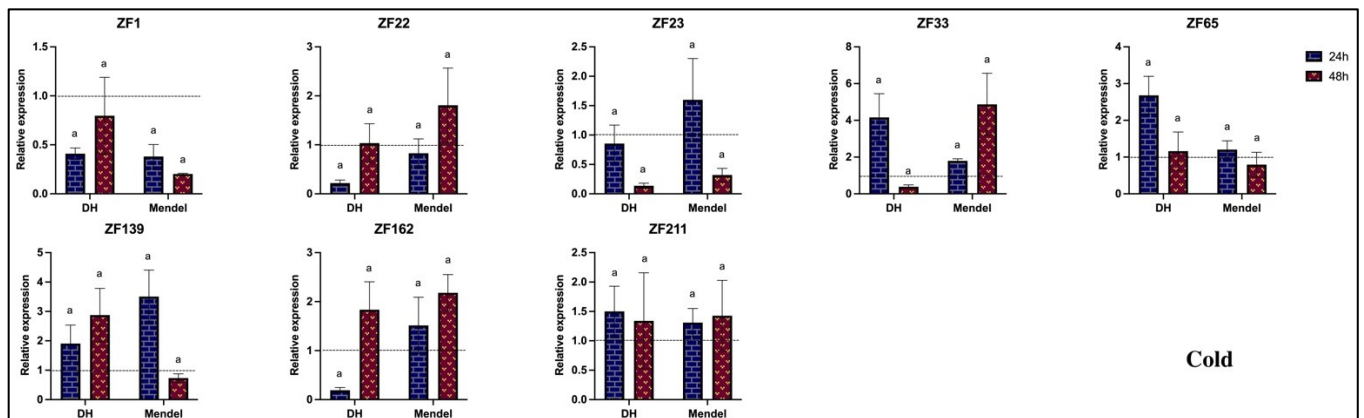 ZF1
ZF22
ZF23
ZF33
ZF65
Relative expression
1.5
1.0
0.5
0.0
a
a
a
a
DH
Mendel
Relative expression
3
2
1
0
a
a
a
a
DH
Mendel
Relative expression
2.5
2.0
1.5
1.0
0.5
0.0
a
a
a
a
DH
Mendel
Relative expression
8
6
4
2
0
a
a
a
a
DH
Mendel
Relative expression
4
3
2
1
0
a
a
a
a
DH
Mendel
24h
48h
ZF139
ZF162
ZF211
Relative expression
5
4
3
2
1
0
a
a
a
a
DH
Mendel
Relative expression
3
2
1
0
a
a
a
a
DH
Mendel
Relative expression
2.5
2.0
1.5
1.0
0.5
0.0
a
a
a
a
DH
Mendel
Cold